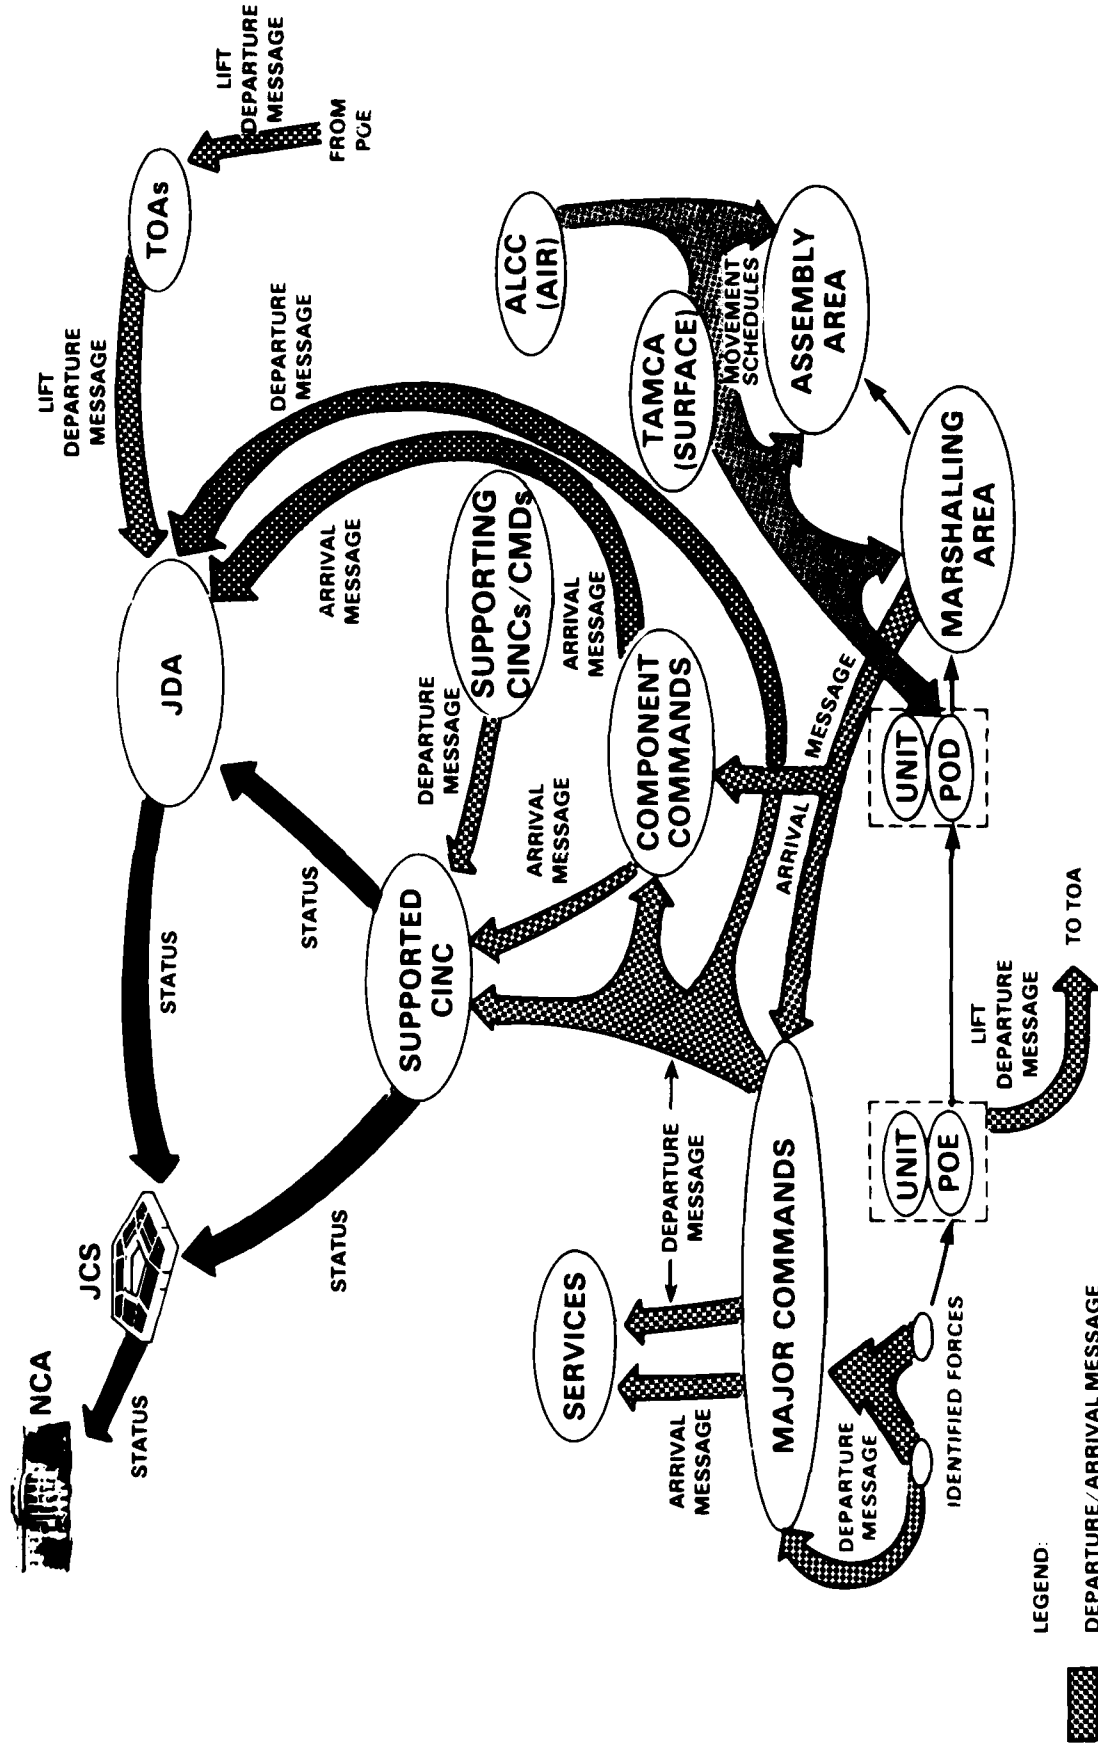 NCA
STATUS
JCS
STATUS
STATUS
STATUS
JDA
LIFT
DEPARTURE
MESSAGE
TOAs
LIFT
DEPARTURE
MESSAGE
FROM
POE
DEPARTURE
MESSAGE
ARRIVAL
MESSAGE
SUPPORTED
CINC
DEPARTURE
MESSAGE
SUPPORTING
CINCs/CMDs
ARRIVAL
MESSAGE
ARRIVAL
MESSAGE
COMPONENT
COMMANDS
ALCC
(AIR)
TAMCA
(SURFACE)
MOVEMENT
SCHEDULES
ASSEMBLY
AREA
SERVICES
ARRIVAL
MESSAGE
DEPARTURE
MESSAGE
MAJOR COMMANDS
ARRIVAL
MESSAGE
DEPARTURE
MESSAGE
IDENTIFIED FORCES
UNIT
POE
UNIT
POD
MARSHALLING
AREA
LIFT
DEPARTURE
MESSAGE
TO TOA
LEGEND:
DEPARTURE/ARRIVAL MESSAGE